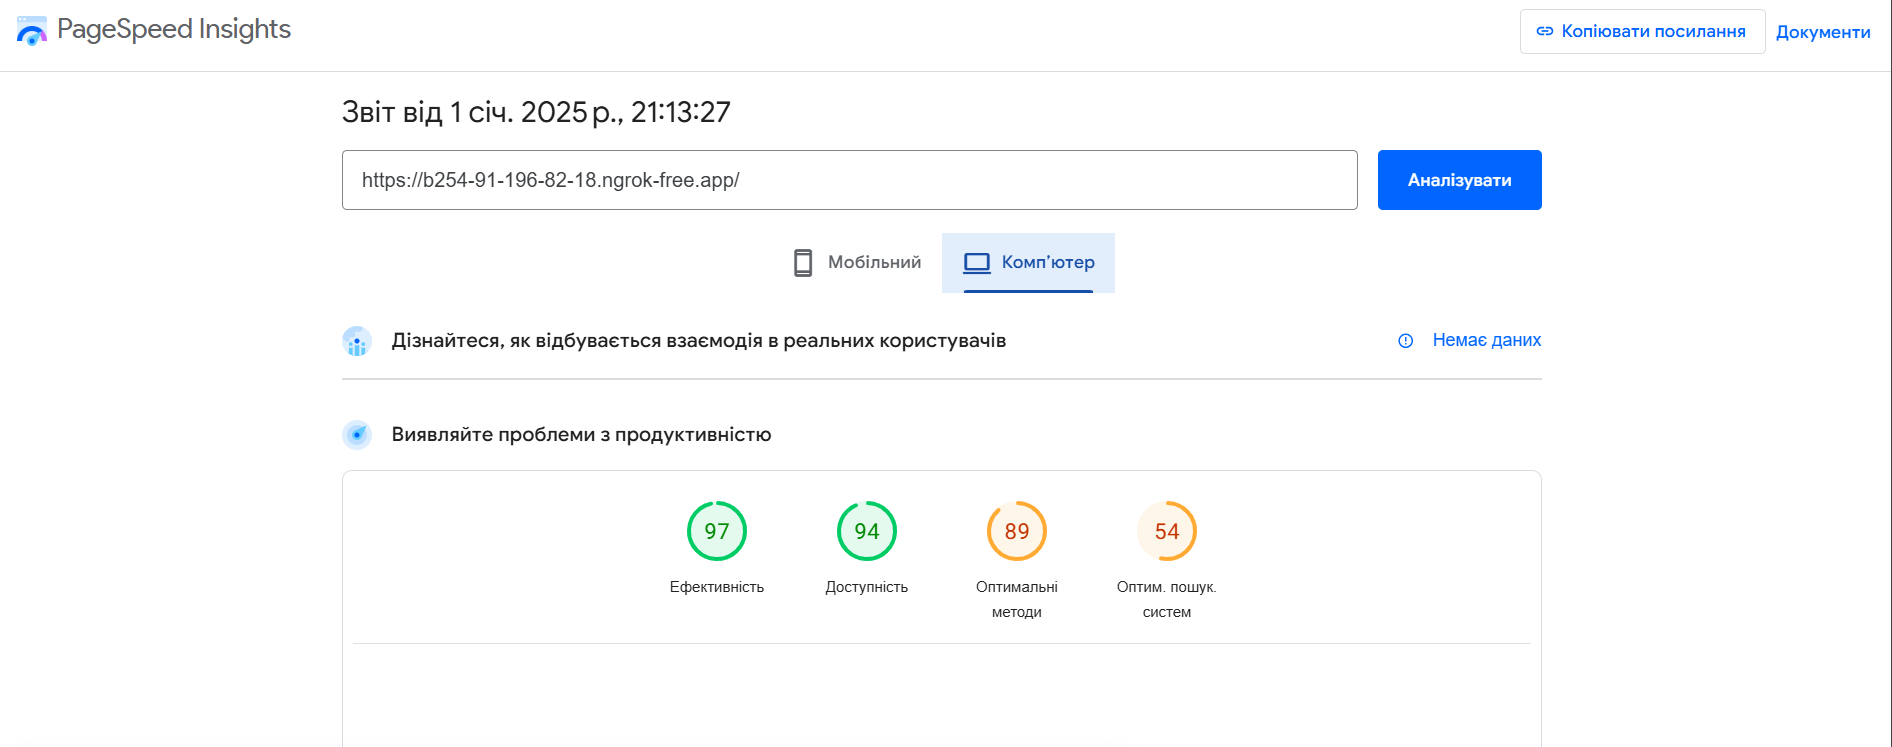 PageSpeed Insights
Копіювати посилання
Документи
Звіт від 1 січ. 2025 р., 21:13:27
https://b254-91-196-82-18.ngrok-free.app/
Аналізувати
Мобільний
Комп’ютер
Дізнайтеся, як відбувається взаємодія в реальних користувачів
Немає даних
Виявляйте проблеми з продуктивністю
97
94
89
54
Ефективність
Доступність
Оптимальні
методи
Оптим. пошук.
систем